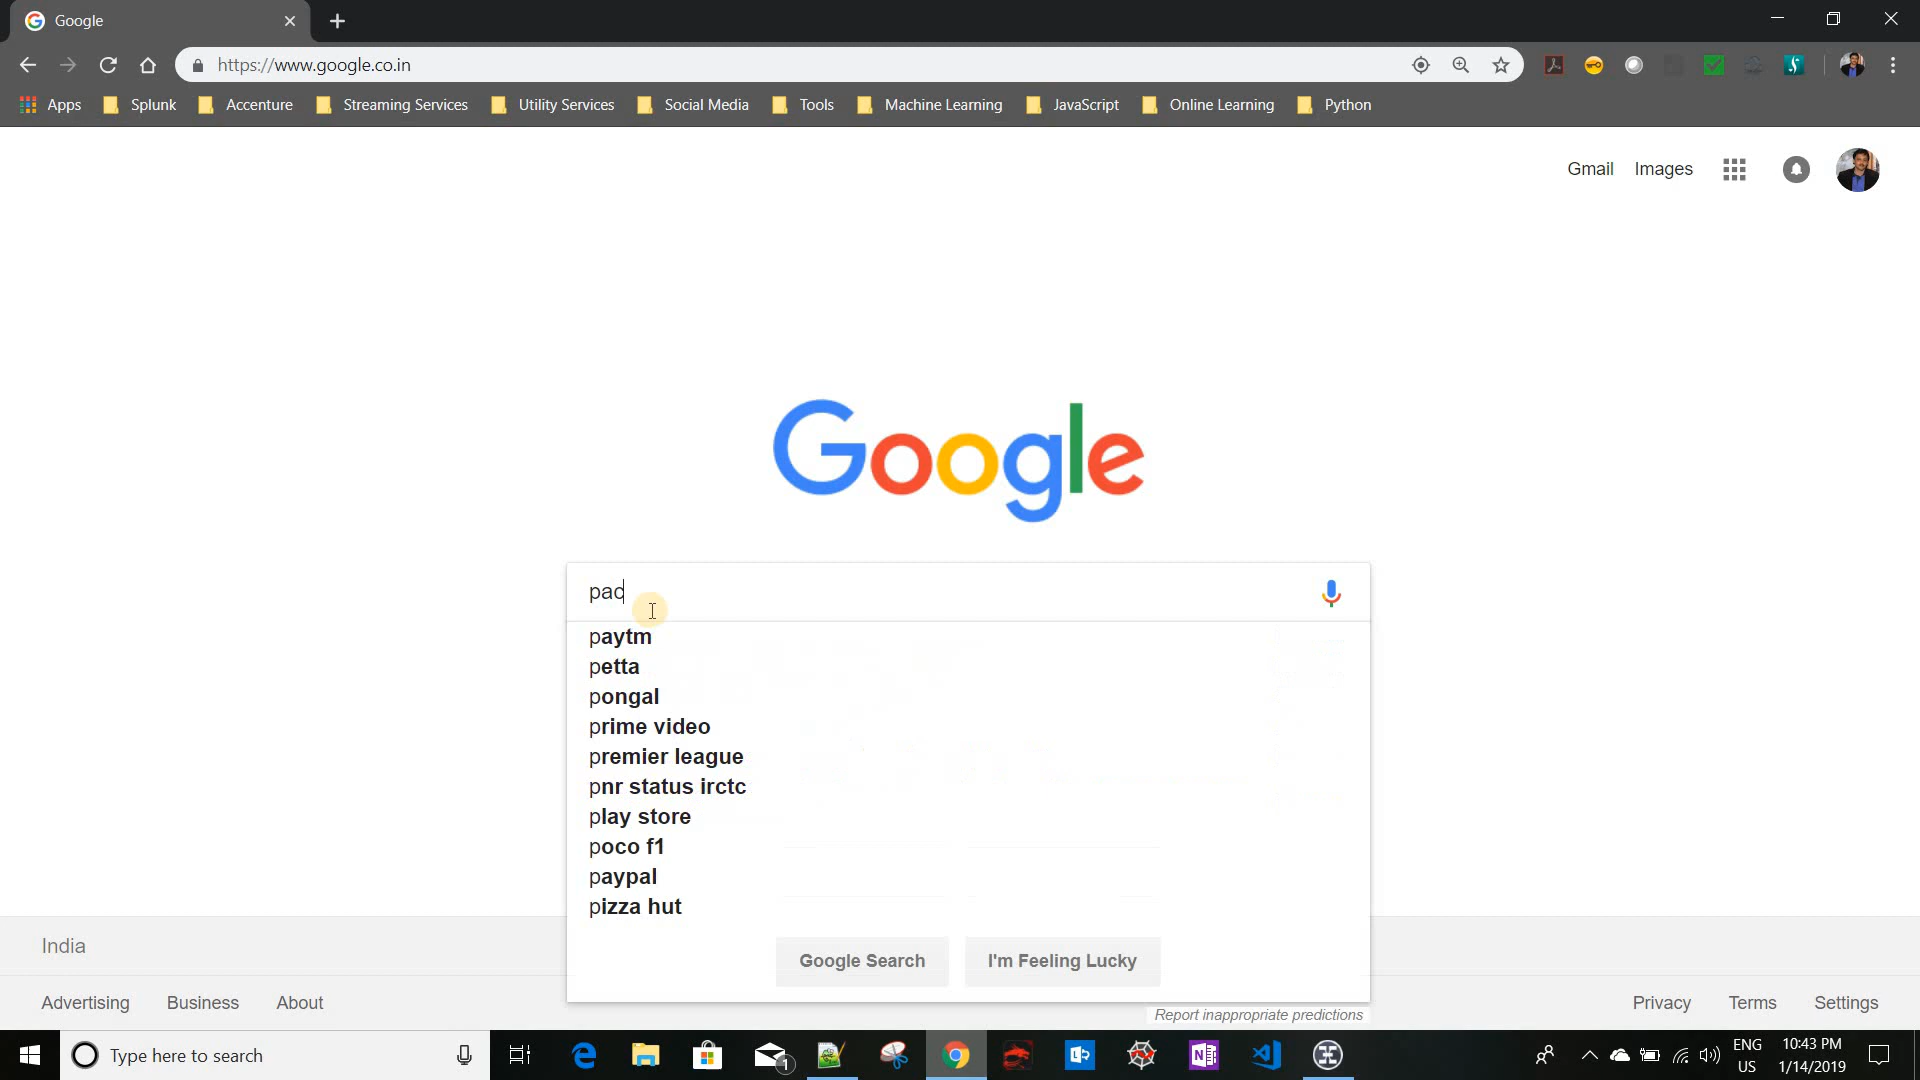 Google
https://www.google.co.in
Apps Splunk Accenture Streaming Services Utility Services Social Media Tools Machine Learning JavaScript Online Learning Python
Gmail Images
Google
pac
paytm
petta
pongal
prime video
premier league
pnr status irctc
play store
poco f1
paypal
pizza hut
Google Search I'm Feeling Lucky
Report inappropriate predictions
India
Advertising Business About Privacy Terms Settings
Type here to search
1
ENG
US
10:43 PM
1/14/2019